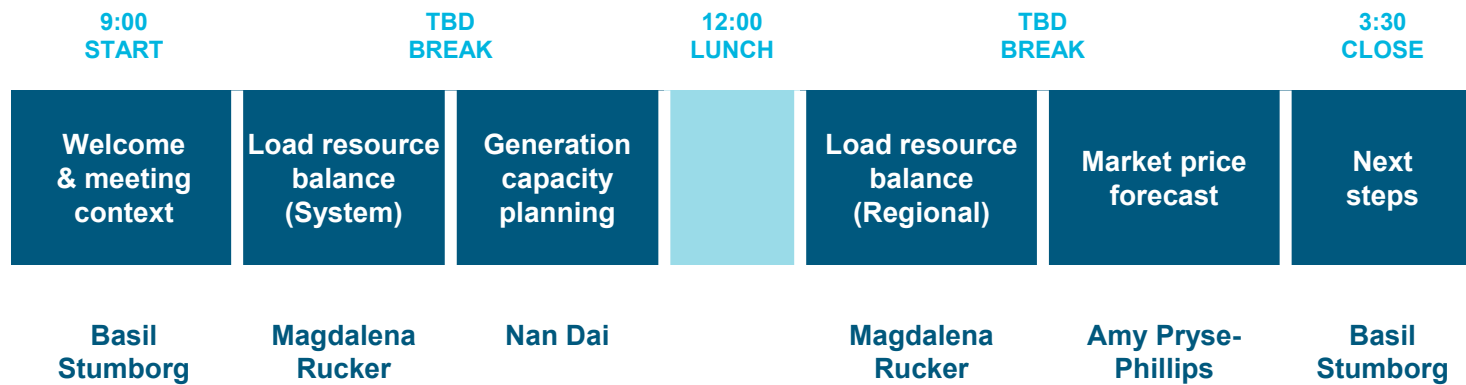 9:00
START
TBD
BREAK
12:00
LUNCH
TBD
BREAK
3:30
CLOSE
Welcome
& meeting
context
Load resource
balance
(System)
Generation
capacity
planning
Load resource
balance
(Regional)
Market price
forecast
Next
steps
Basil
Stumborg
Magdalena
Rucker
Nan Dai
Magdalena
Rucker
Amy Pryse-
Phillips
Basil
Stumborg